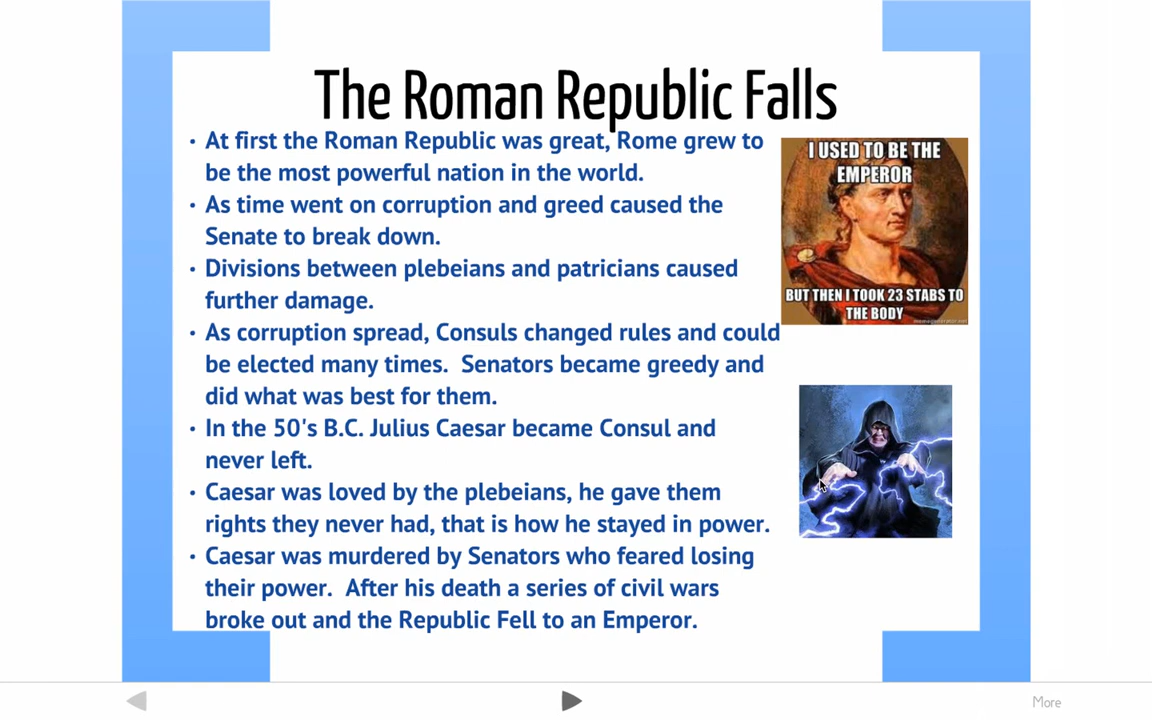 The Roman Republic Falls
• At first the Roman Republic was great, Rome grew to
be the most powerful nation in the world.
• As time went on corruption and greed caused the
Senate to break down.
• Divisions between plebeians and patricians caused
further damage.
• As corruption spread, Consuls changed rules and could
be elected many times.  Senators became greedy and
did what was best for them.
• In the 50's B.C. Julius Caesar became Consul and
never left.
• Caesar was loved by the plebeians, he gave them
rights they never had, that is how he stayed in power.
• Caesar was murdered by Senators who feared losing
their power.  After his death a series of civil wars
broke out and the Republic Fell to an Emperor.
I USED TO BE THE
EMPEROR
BUT THEN I TOOK 23 STABS TO
THE BODY
More